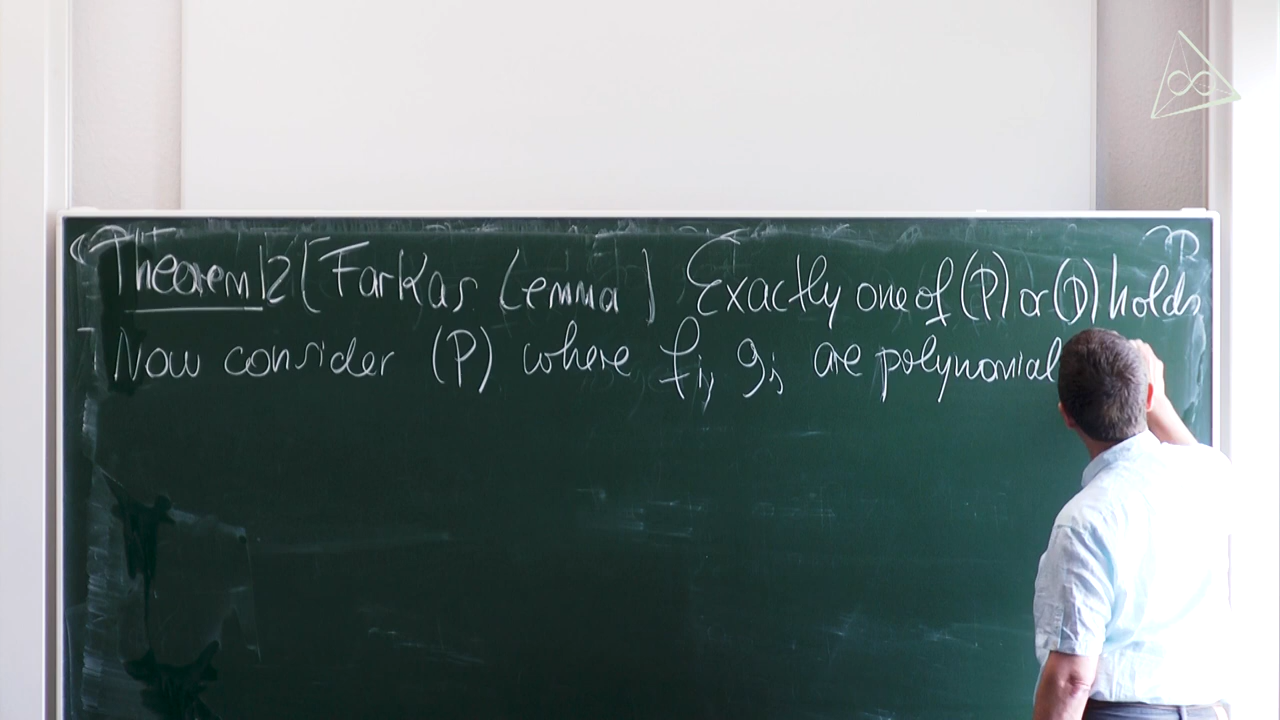 Theorem 12 [Farkas Lemma] Exactly one of (P) or (D) holds
Now consider (P) where fi, gj are polynomial